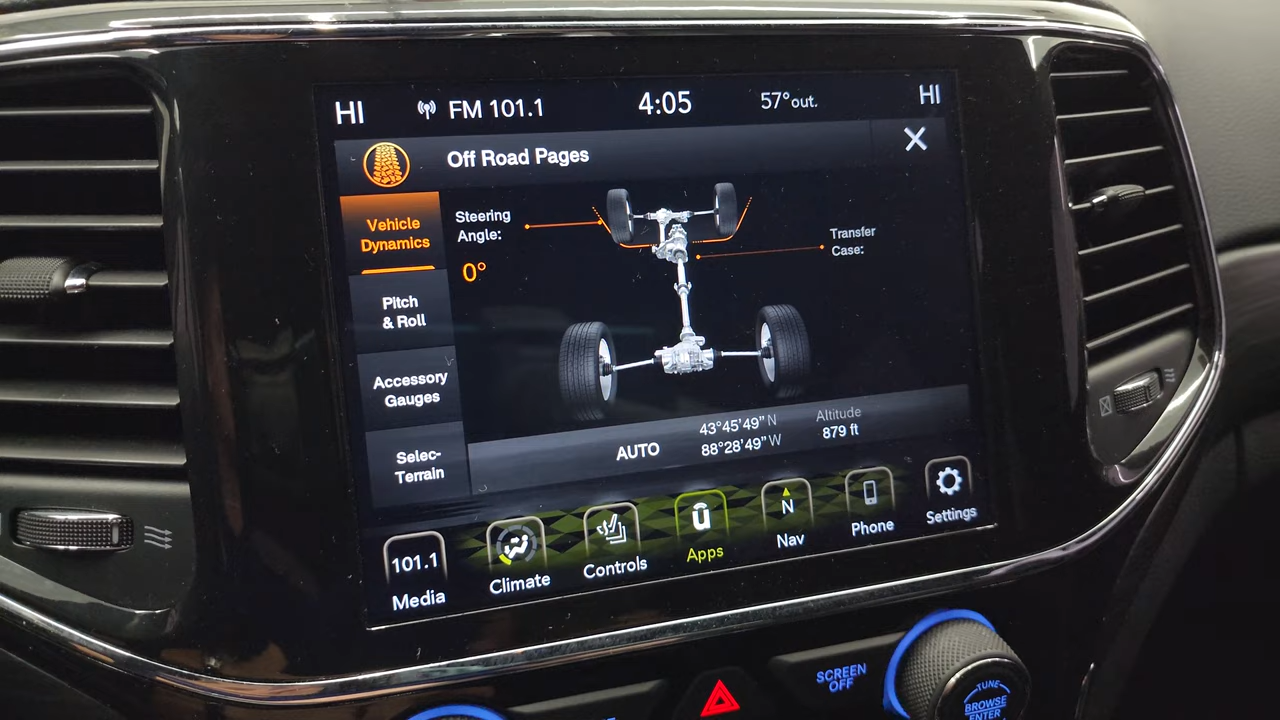 HI
FM 101.1
4:05
57°out.
HI
Off Road Pages
Vehicle
Dynamics
Steering
Angle:
0°
Transfer
Case:
Pitch
& Roll
Accessory
Gauges
Selec-
Terrain
AUTO
43°45'49"N
88°28'49"W
Altitude
879 ft
101.1
Media
Climate
Controls
u
Apps
N
Nav
Phone
Settings
SCREEN
OFF
TUNE
BROWSE
ENTER